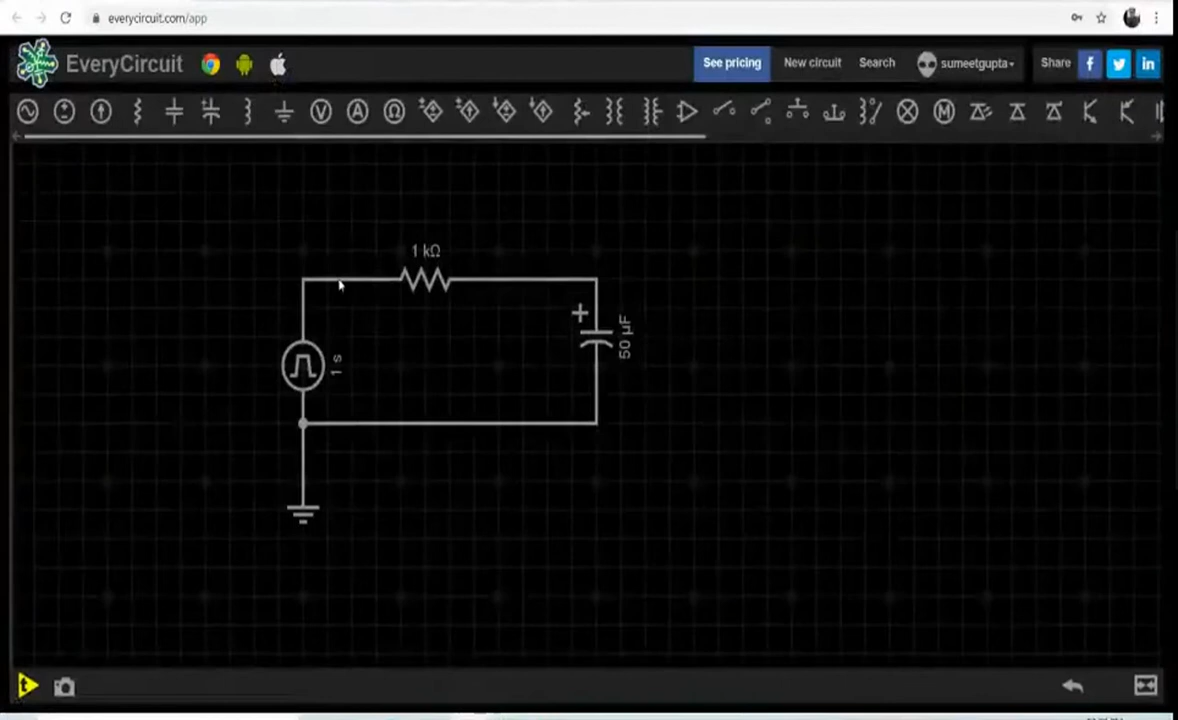 everycircuit.com/app
EveryCircuit
See pricing
New circuit
Search
sumeetgupta
Share
V A Ω M
1 kΩ
+
50 µF
1 s
t